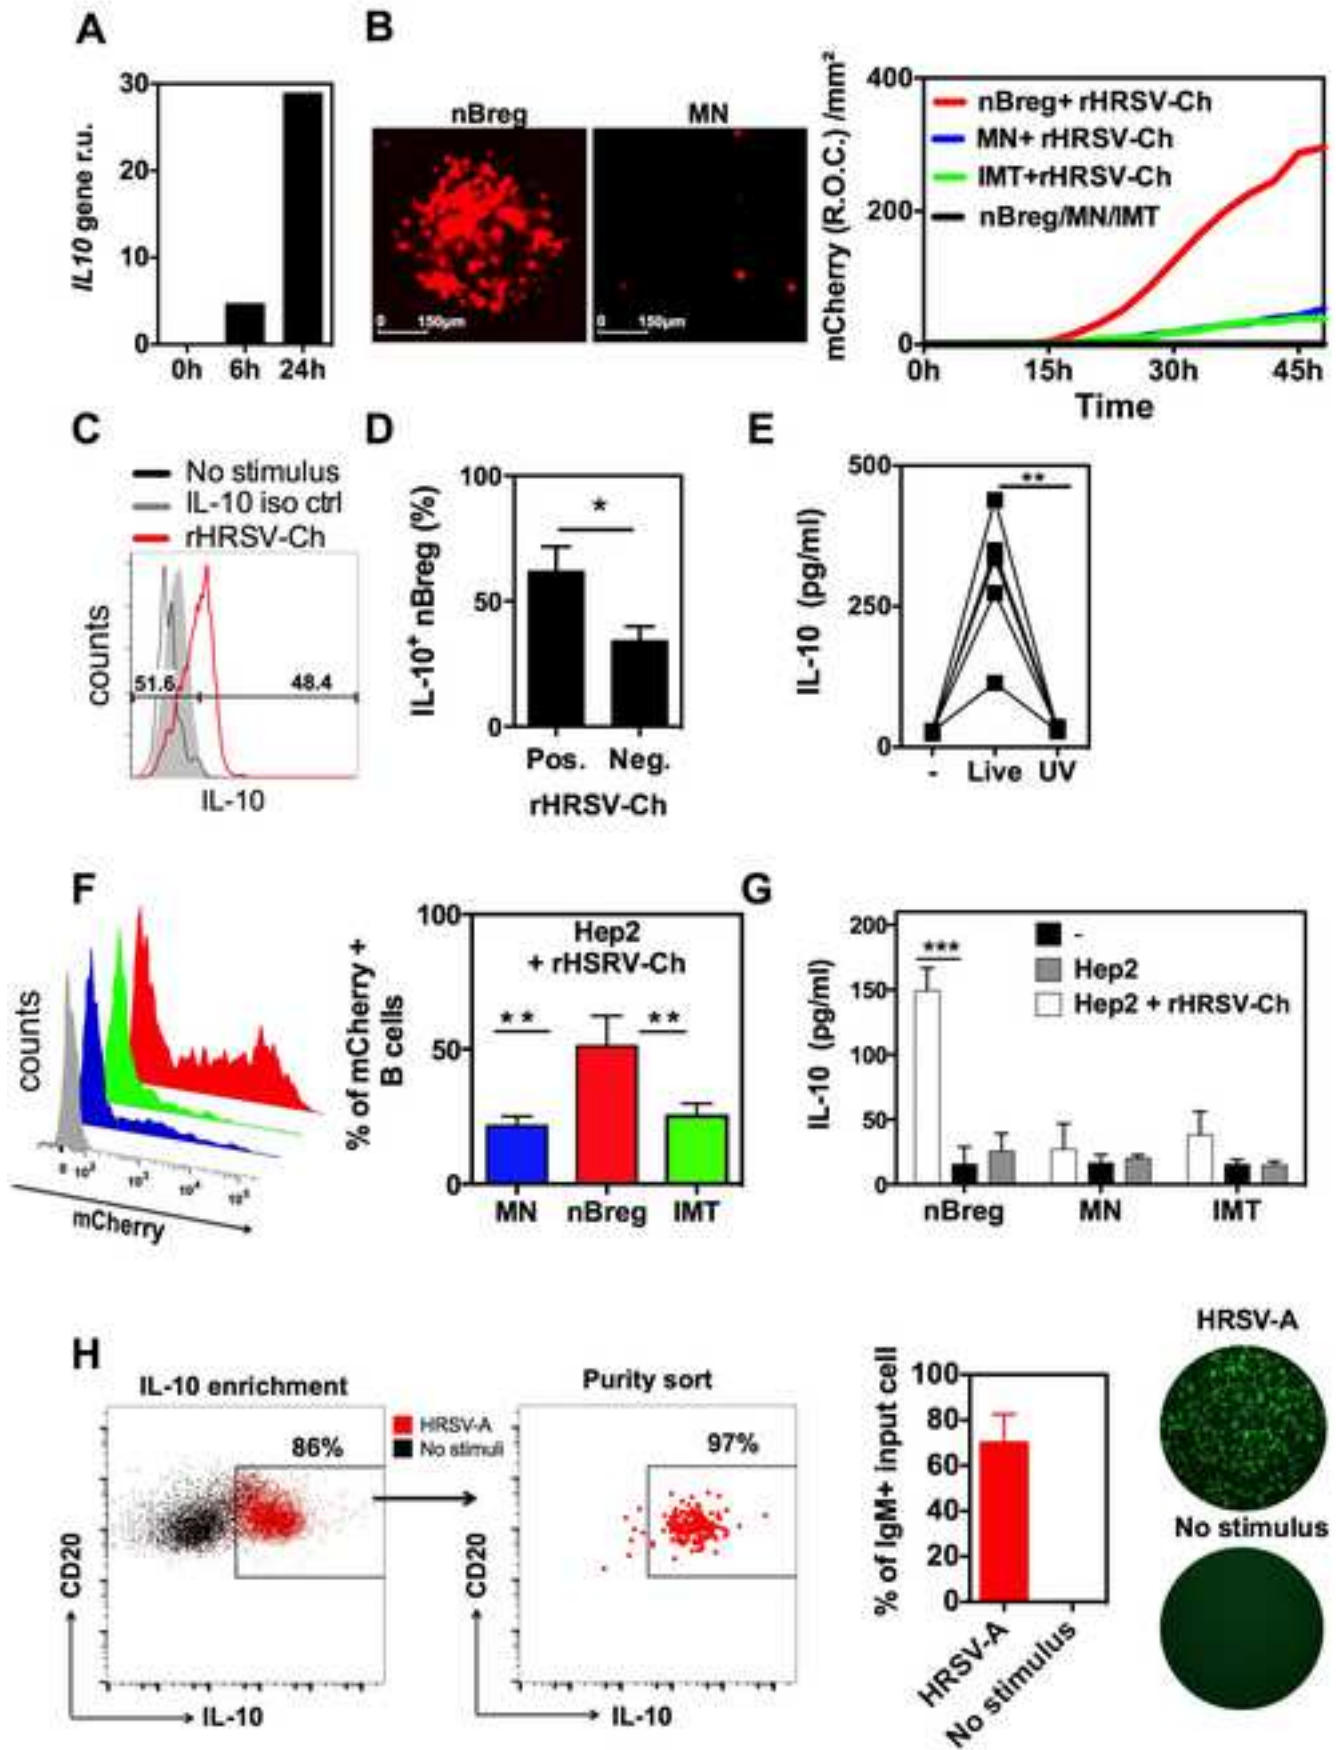 A
30
20
10
0
IL10 gene r.u.
0h 6h 24h
B
nBreg
MN
0 150µm
0 150µm
mCherry (R.O.C.) /mm²
400
200
0
nBreg+ rHRSV-Ch
MN+ rHRSV-Ch
IMT+rHRSV-Ch
nBreg/MN/IMT
0h 15h 30h 45h
Time
C
No stimulus
IL-10 iso ctrl
rHRSV-Ch
counts
51.6
48.4
IL-10
D
IL-10⁺ nBreg (%)
100
50
0
*
Pos. Neg.
rHRSV-Ch
E
IL-10 (pg/ml)
500
250
0
**
- Live UV
F
counts
0 10² 10³ 10⁴ 10⁵
mCherry
% of mCherry +
B cells
100
50
0
Hep2
+ rHSRV-Ch
** **
MN nBreg IMT
G
IL-10 (pg/ml)
200
150
100
50
0
***
-
Hep2
Hep2 + rHRSV-Ch
nBreg MN IMT
H
IL-10 enrichment
86%
HRSV-A
No stimuli
CD20
IL-10
Purity sort
97%
CD20
IL-10
% of IgM+ input cell
100
80
60
40
20
0
HRSV-A
No stimulus
HRSV-A
No stimulus